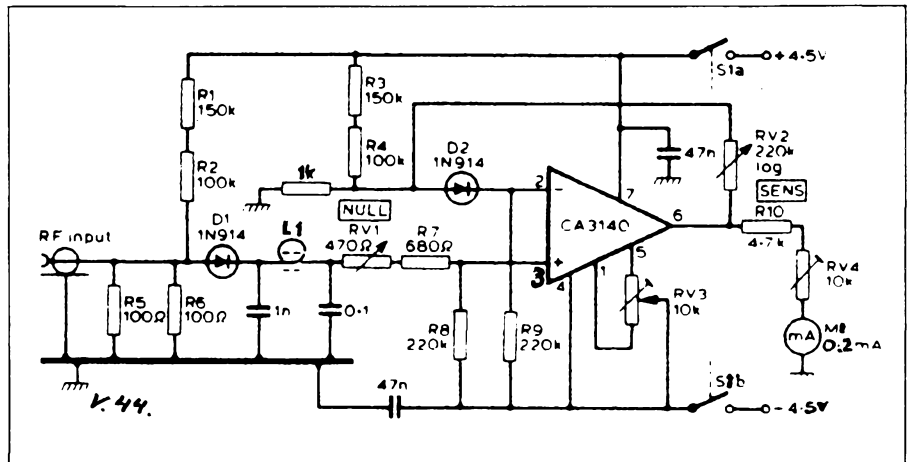 S1a
+4·5V
R1
150k
R3
150k
R2
100k
R4
100k
D2
1N914
47n
RV2
220k
log
SENS
1k
2
-
7
6
R10
4·7k
NULL
RV1
470Ω
R7
680Ω
D1
1N914
L1
RF input
CA3140
+
3
4
1
5
RV3
10k
RV4
10k
R5
100Ω
R6
100Ω
1n
0·1
R8
220k
R9
220k
mA
M1
0.2mA
V.44.
47n
S1b
-4·5V